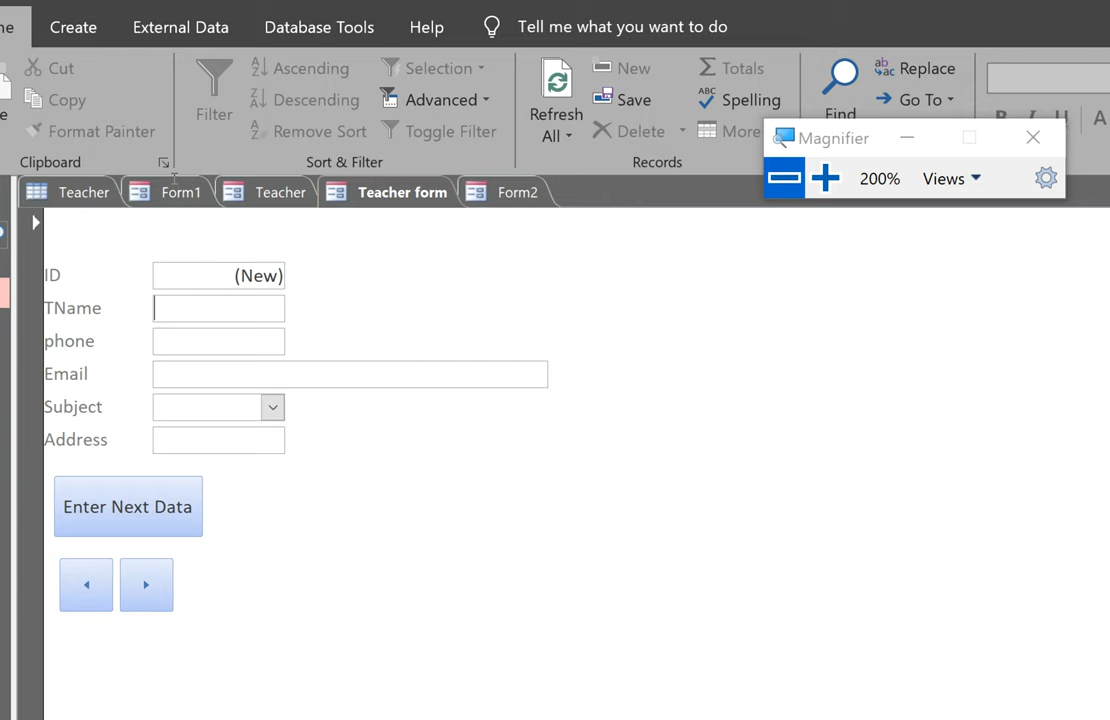 Create External Data Database Tools Help Tell me what you want to do
Cut
Copy
Format Painter
Clipboard
Filter
Ascending
Descending
Remove Sort
Selection
Advanced
Toggle Filter
Sort & Filter
Refresh
All
New
Save
Delete
Totals
Spelling
More
Records
Find
Replace
Go To
Magnifier
200% Views
Teacher Form1 Teacher Teacher form Form2
ID (New)
TName
phone
Email
Subject
Address
Enter Next Data